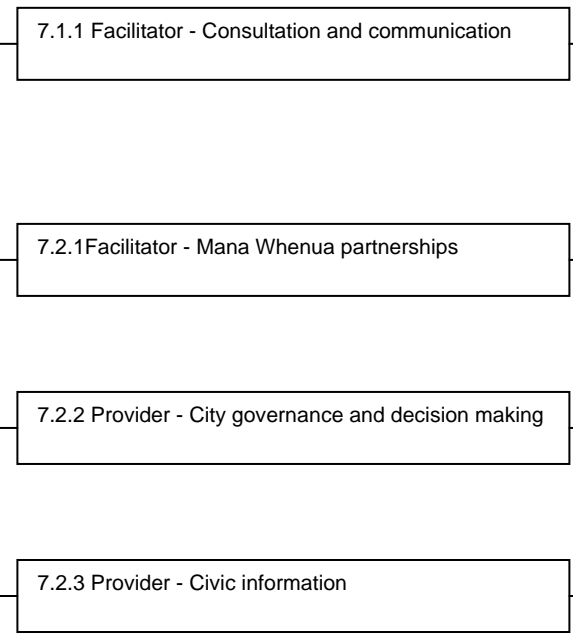 7.1.1 Facilitator - Consultation and communication
7.2.1Facilitator - Mana Whenua partnerships
7.2.2 Provider - City governance and decision making
7.2.3 Provider - Civic information